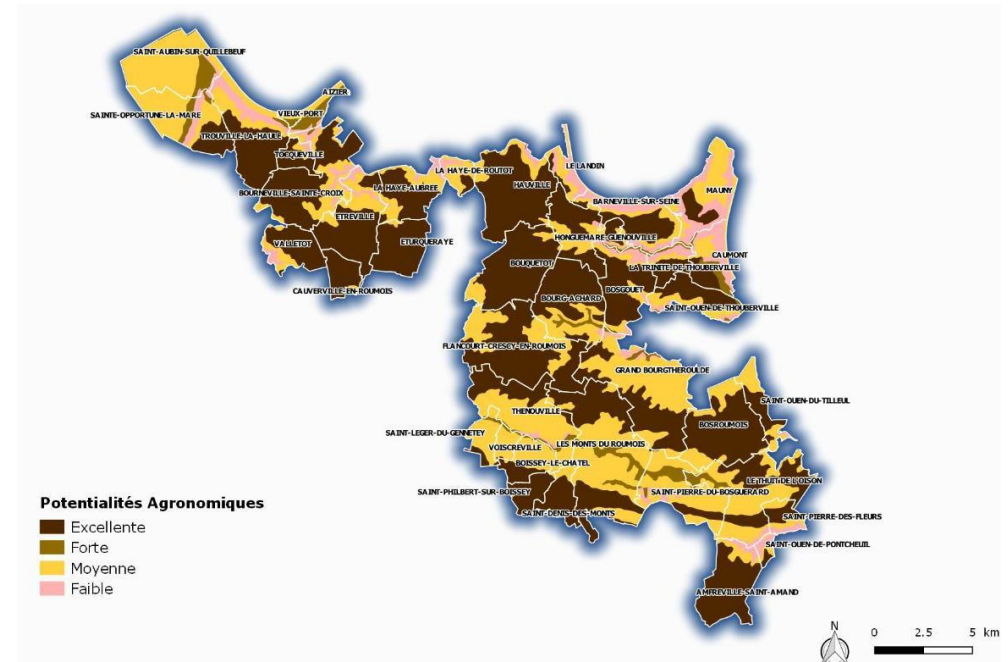 SAINT-AUBIN-SUR-QUILLEBEUF
AIZIER
VIEUX-PORT
SAINTE-OPPORTUNE-LA-MARE
TROUVILLE-LA-HAULE
TOCQUEVILLE
LE LANDIN
LA HAYE-DE-ROUTOT
HAUVILLE
LA HAYE-AUBREE
MAUNY
BOURNEVILLE-SAINTE-CROIX
BARNEVILLE-SUR-SEINE
ETREVILLE
HONGUEMARE-GUENOUVILLE
VALLETOT
ETURQUERAYE
CAUMONT
BOUQUETOT
LA TRINITE-DE-THOUBERVILLE
CAUVERVILLE-EN-ROUMOIS
BOSGOUET
BOURG-ACHARD
SAINT-OUEN-DE-THOUBERVILLE
FLANCOURT-CRESCY-EN-ROUMOIS
GRAND BOURGTHEROULDE
SAINT-OUEN-DU-TILLEUL
THENOUVILLE
BOSROUMOIS
SAINT-LEGER-DU-GENNETEY
VOISCREVILLE
LES MONTS DU ROUMOIS
BOISSEY-LE-CHATEL
LE THUIT DE L'OISON
SAINT-PHILBERT-SUR-BOISSEY
SAINT-PIERRE-DU-BOSGUERARD
SAINT-DENIS-DES-MONTS
SAINT-PIERRE-DES-FLEURS
SAINT-OUEN-DE-PONTCHEUIL
AMFREVILLE-SAINT-AMAND
Potentialités Agronomiques
Excellente
Forte
Moyenne
Faible
N
0 2.5 5 km